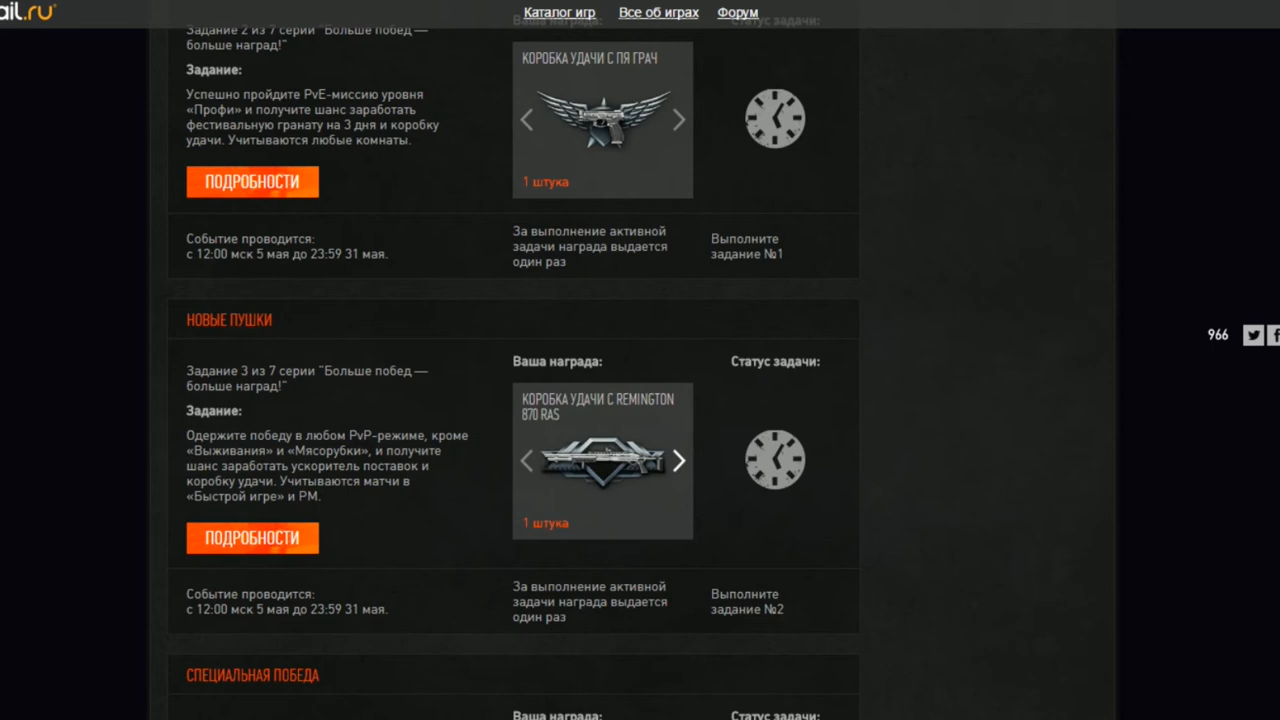 ail.ru
Каталог игр
Все об играх
Форум
Ваша награда:
Статус задачи:
Задание 2 из 7 серии "Больше побед —
больше наград!"
Задание:
Успешно пройдите PvE-миссию уровня
«Профи» и получите шанс заработать
фестивальную гранату на 3 дня и коробку
удачи. Учитываются любые комнаты.
ПОДРОБНОСТИ
КОРОБКА УДАЧИ С ПЯ ГРАЧ
1 штука
Событие проводится:
с 12:00 мск 5 мая до 23:59 31 мая.
За выполнение активной
задачи награда выдается
один раз
Выполните
задание №1
НОВЫЕ ПУШКИ
Задание 3 из 7 серии "Больше побед —
больше наград!"
Задание:
Одержите победу в любом PvP-режиме, кроме
«Выживания» и «Мясорубки», и получите
шанс заработать ускоритель поставок и
коробку удачи. Учитываются матчи в
«Быстрой игре» и РМ.
ПОДРОБНОСТИ
Ваша награда:
КОРОБКА УДАЧИ С REMINGTON
870 RAS
1 штука
Статус задачи:
966
Событие проводится:
с 12:00 мск 5 мая до 23:59 31 мая.
За выполнение активной
задачи награда выдается
один раз
Выполните
задание №2
СПЕЦИАЛЬНАЯ ПОБЕДА
Ваша награда:
Статус задачи: